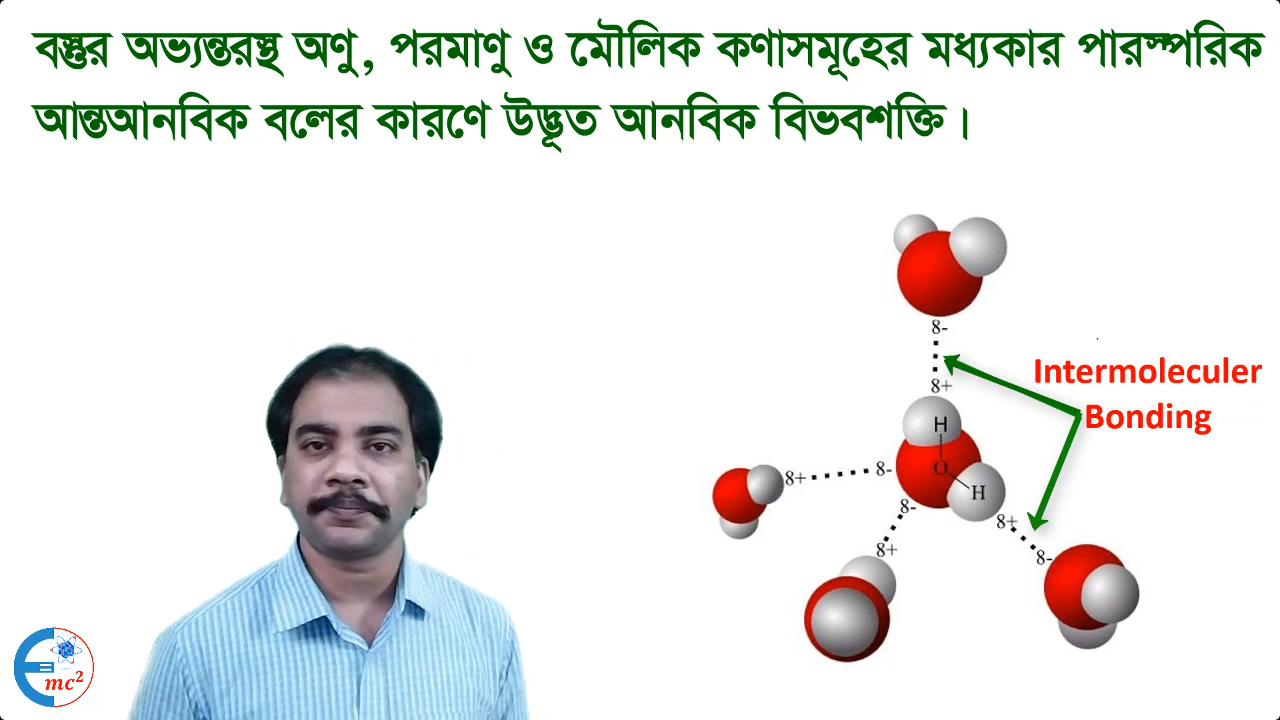 বস্তুর অভ্যন্তরস্থ অণু, পরমাণু ও মৌলিক কণাসমূহের মধ্যকার পারস্পরিক
আন্তআনবিক বলের কারণে উদ্ভূত আনবিক বিভবশক্তি।
8-
8+
Intermoleculer
Bonding
H
O
H
8+
8-
8-
8+
8+
8-
E=
mc²